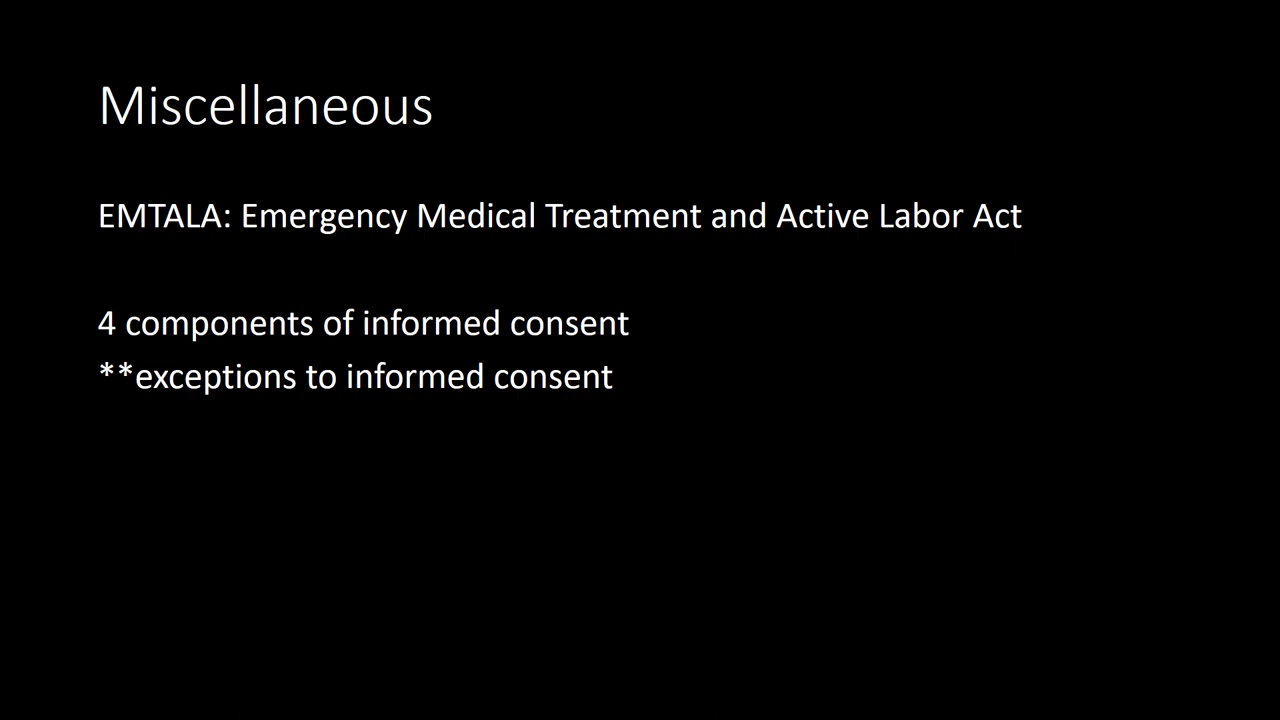 Miscellaneous
EMTALA: Emergency Medical Treatment and Active Labor Act
4 components of informed consent
**exceptions to informed consent